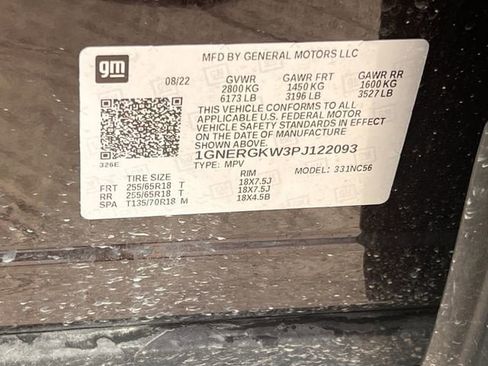 gm
MFD BY GENERAL MOTORS LLC
08/22 GVWR GAWR FRT GAWR RR
2800 KG 1450 KG 1600 KG
6173 LB 3196 LB 3527 LB
THIS VEHICLE CONFORMS TO ALL
APPLICABLE U.S. FEDERAL MOTOR
VEHICLE SAFETY STANDARDS IN EFFECT
ON THE DATE OF MANUFACTURE
SHOWN ABOVE.
1GNERGKW3PJ122093
326E TYPE: MPV MODEL: 331NC56
TIRE SIZE RIM
FRT 255/65R18 T 18X7.5J
RR 255/65R18 T 18X7.5J
SPA T135/70R18 M 18X4.5B